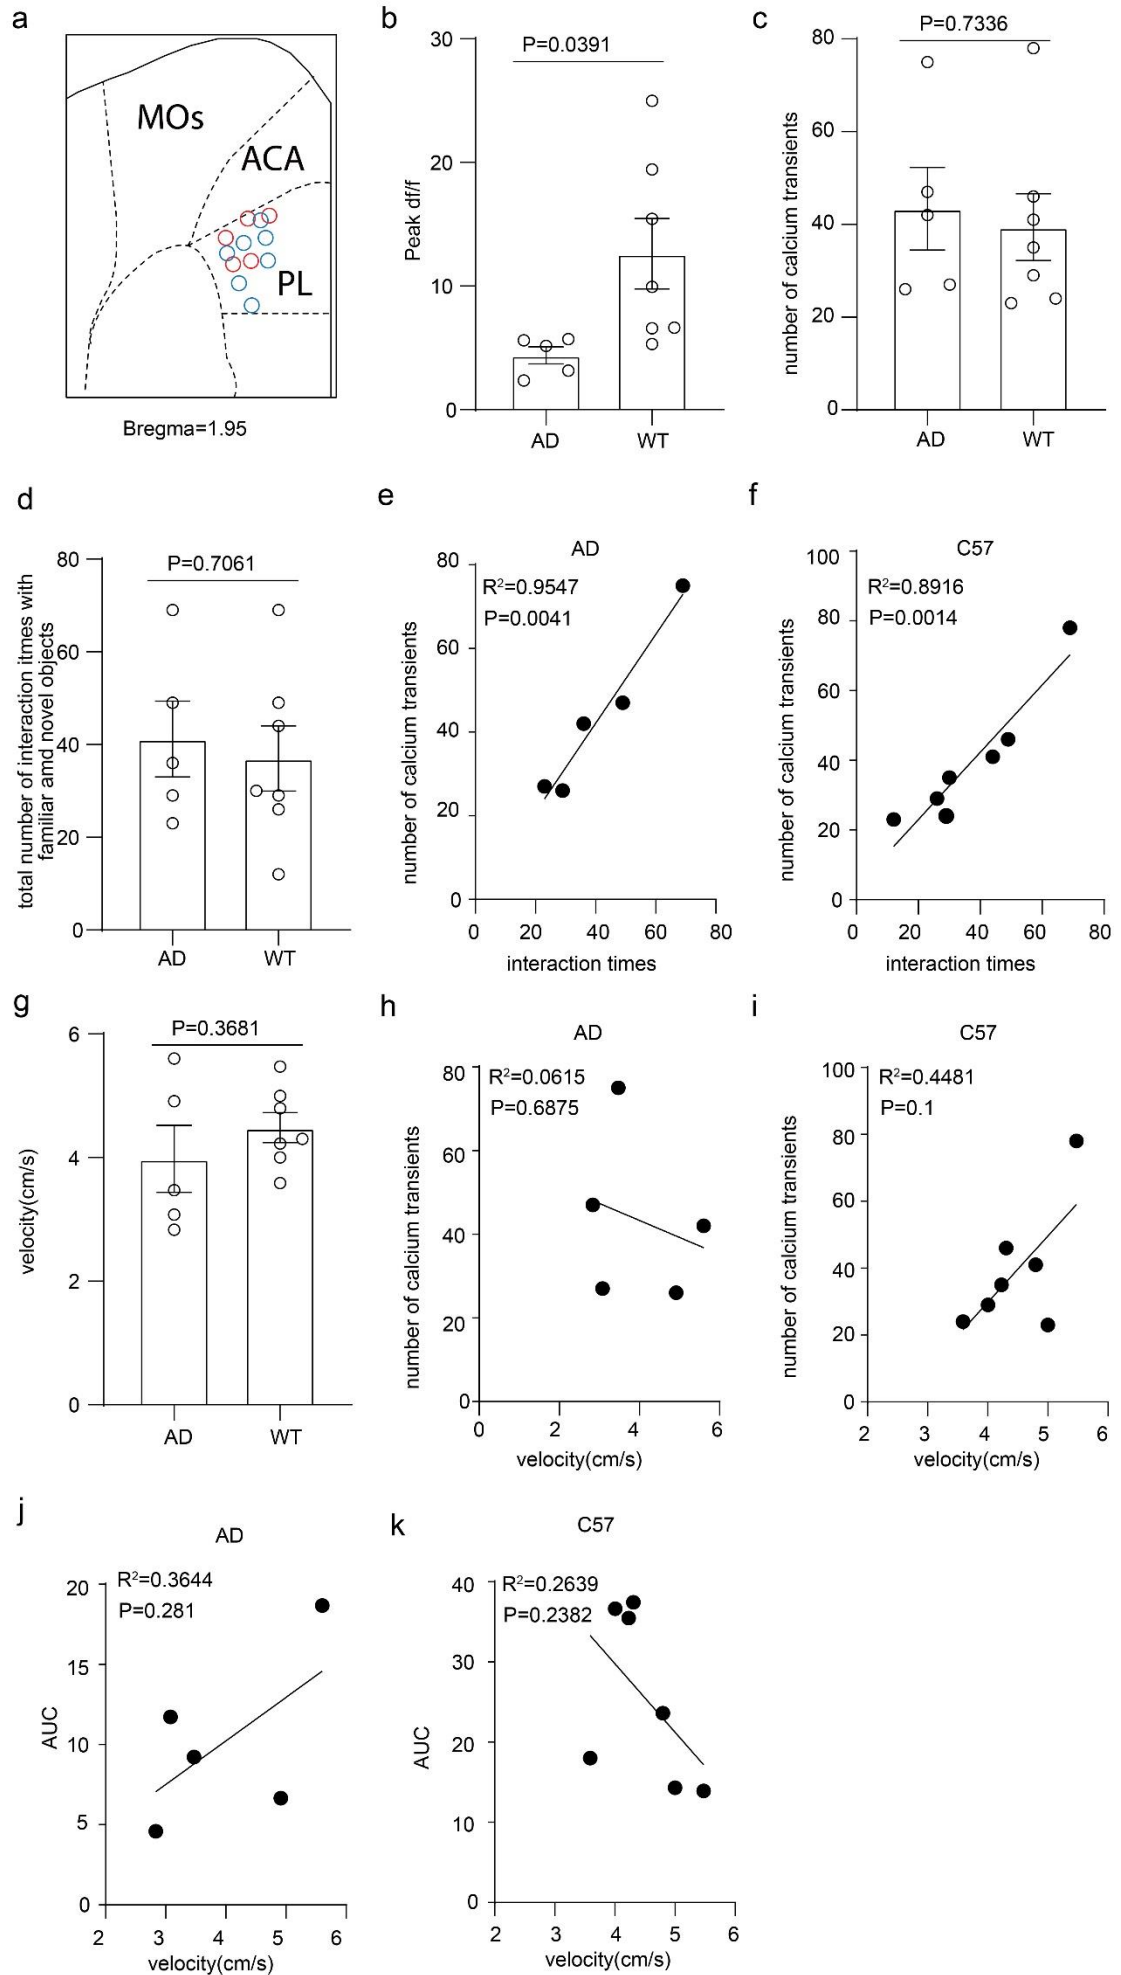 a
MOs
ACA
PL
Bregma=1.95
b
P=0.0391
30
20
10
0
Peak df/f
AD
WT
c
P=0.7336
80
60
40
20
0
number of calcium transients
AD
WT
d
P=0.7061
80
60
40
20
0
total number of interaction itmes with
familiar amd novel objects
AD
WT
e
AD
R²=0.9547
P=0.0041
80
60
40
20
0
number of calcium transients
0
20
40
60
80
interaction times
f
C57
R²=0.8916
P=0.0014
100
80
60
40
20
0
number of calcium transients
0
20
40
60
80
interaction times
g
P=0.3681
6
4
2
0
velocity(cm/s)
AD
WT
h
AD
R²=0.0615
P=0.6875
80
60
40
20
0
number of calcium transients
0
2
4
6
velocity(cm/s)
i
C57
R²=0.4481
P=0.1
100
80
60
40
20
0
number of calcium transients
2
3
4
5
6
velocity(cm/s)
j
AD
R²=0.3644
P=0.281
20
15
10
5
0
AUC
2
3
4
5
6
velocity(cm/s)
k
C57
R²=0.2639
P=0.2382
40
30
20
10
0
AUC
2
3
4
5
6
velocity(cm/s)